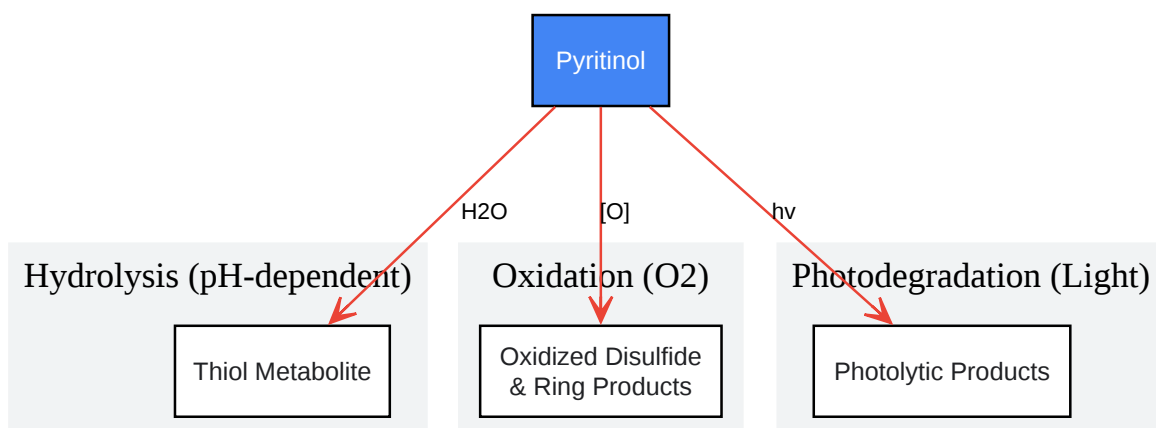 Pyritinol
H2O
[O]
hv
Hydrolysis (pH-dependent)
Oxidation (O2)
Photodegradation (Light)
Thiol Metabolite
Oxidized Disulfide
& Ring Products
Photolytic Products